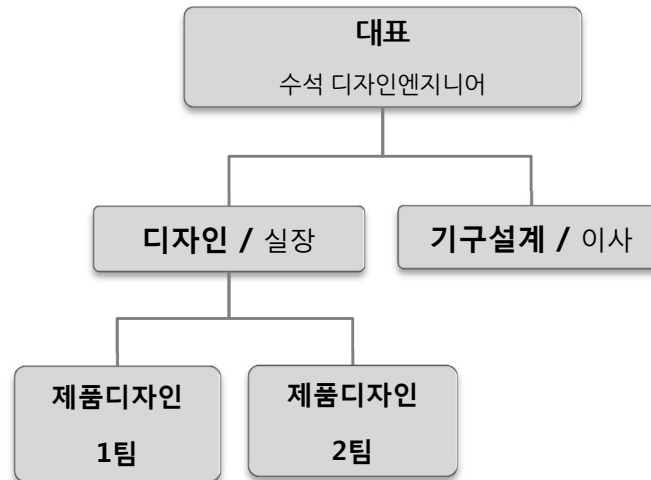 대표
수석 디자인엔지니어
디자인 / 실장
기구설계 / 이사
제품디자인
1팀
제품디자인
2팀